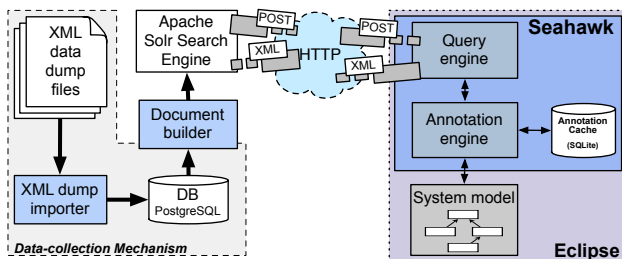 XML
data
dump
files
Apache
Solr Search
Engine
POST
XML
HTTP
POST
XML
Seahawk
Query
engine
Document
builder
Annotation
engine
Annotation
Cache
(SQLite)
XML dump
importer
DB
PostgreSQL
System model
Data-collection Mechanism
Eclipse